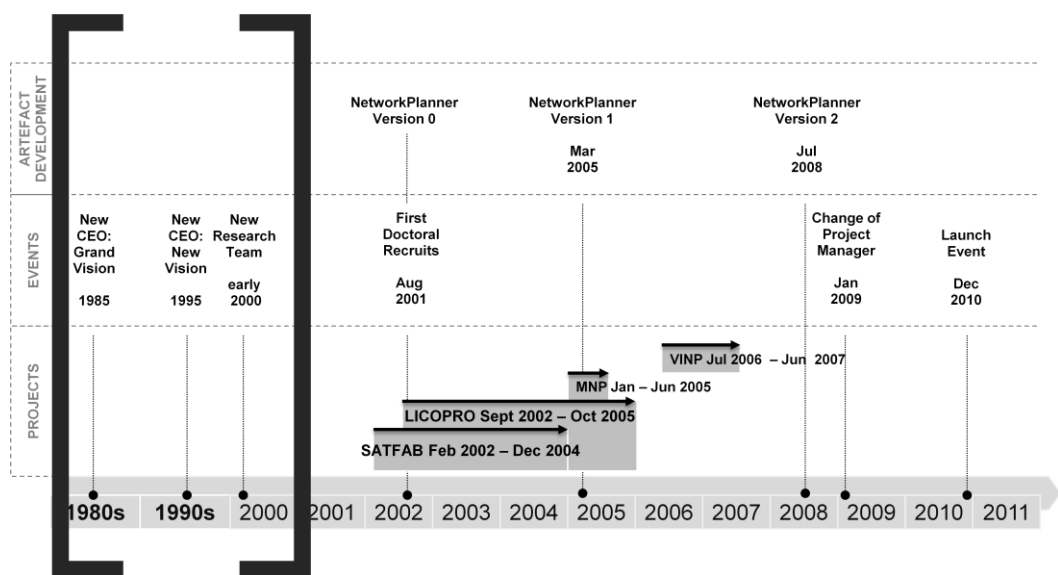 ARTEFACT
DEVELOPMENT
NetworkPlanner
Version 0
NetworkPlanner
Version 1
Mar
2005
NetworkPlanner
Version 2
Jul
2008
EVENTS
New
CEO:
Grand
Vision
1985
New
CEO:
New
Vision
1995
New
Research
Team
early
2000
First
Doctoral
Recruits
Aug
2001
Change of
Project
Manager
Jan
2009
Launch
Event
Dec
2010
PROJECTS
VINP Jul 2006 – Jun 2007
MNP Jan – Jun 2005
LICOPRO Sept 2002 – Oct 2005
SATFAB Feb 2002 – Dec 2004
1980s 1990s 2000 2001 2002 2003 2004 2005 2006 2007 2008 2009 2010 2011